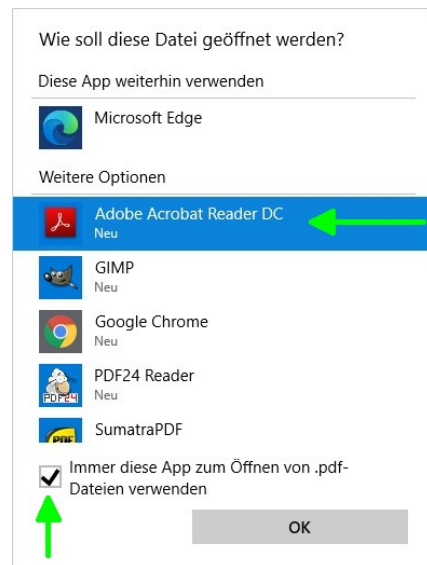 Wie soll diese Datei geöffnet werden?
Diese App weiterhin verwenden
Microsoft Edge
Weitere Optionen
Adobe Acrobat Reader DC
Neu
GIMP
Neu
Google Chrome
Neu
PDF24 Reader
Neu
PDF24
SumatraPDF
PDF
Immer diese App zum Öffnen von .pdf-
Dateien verwenden
OK